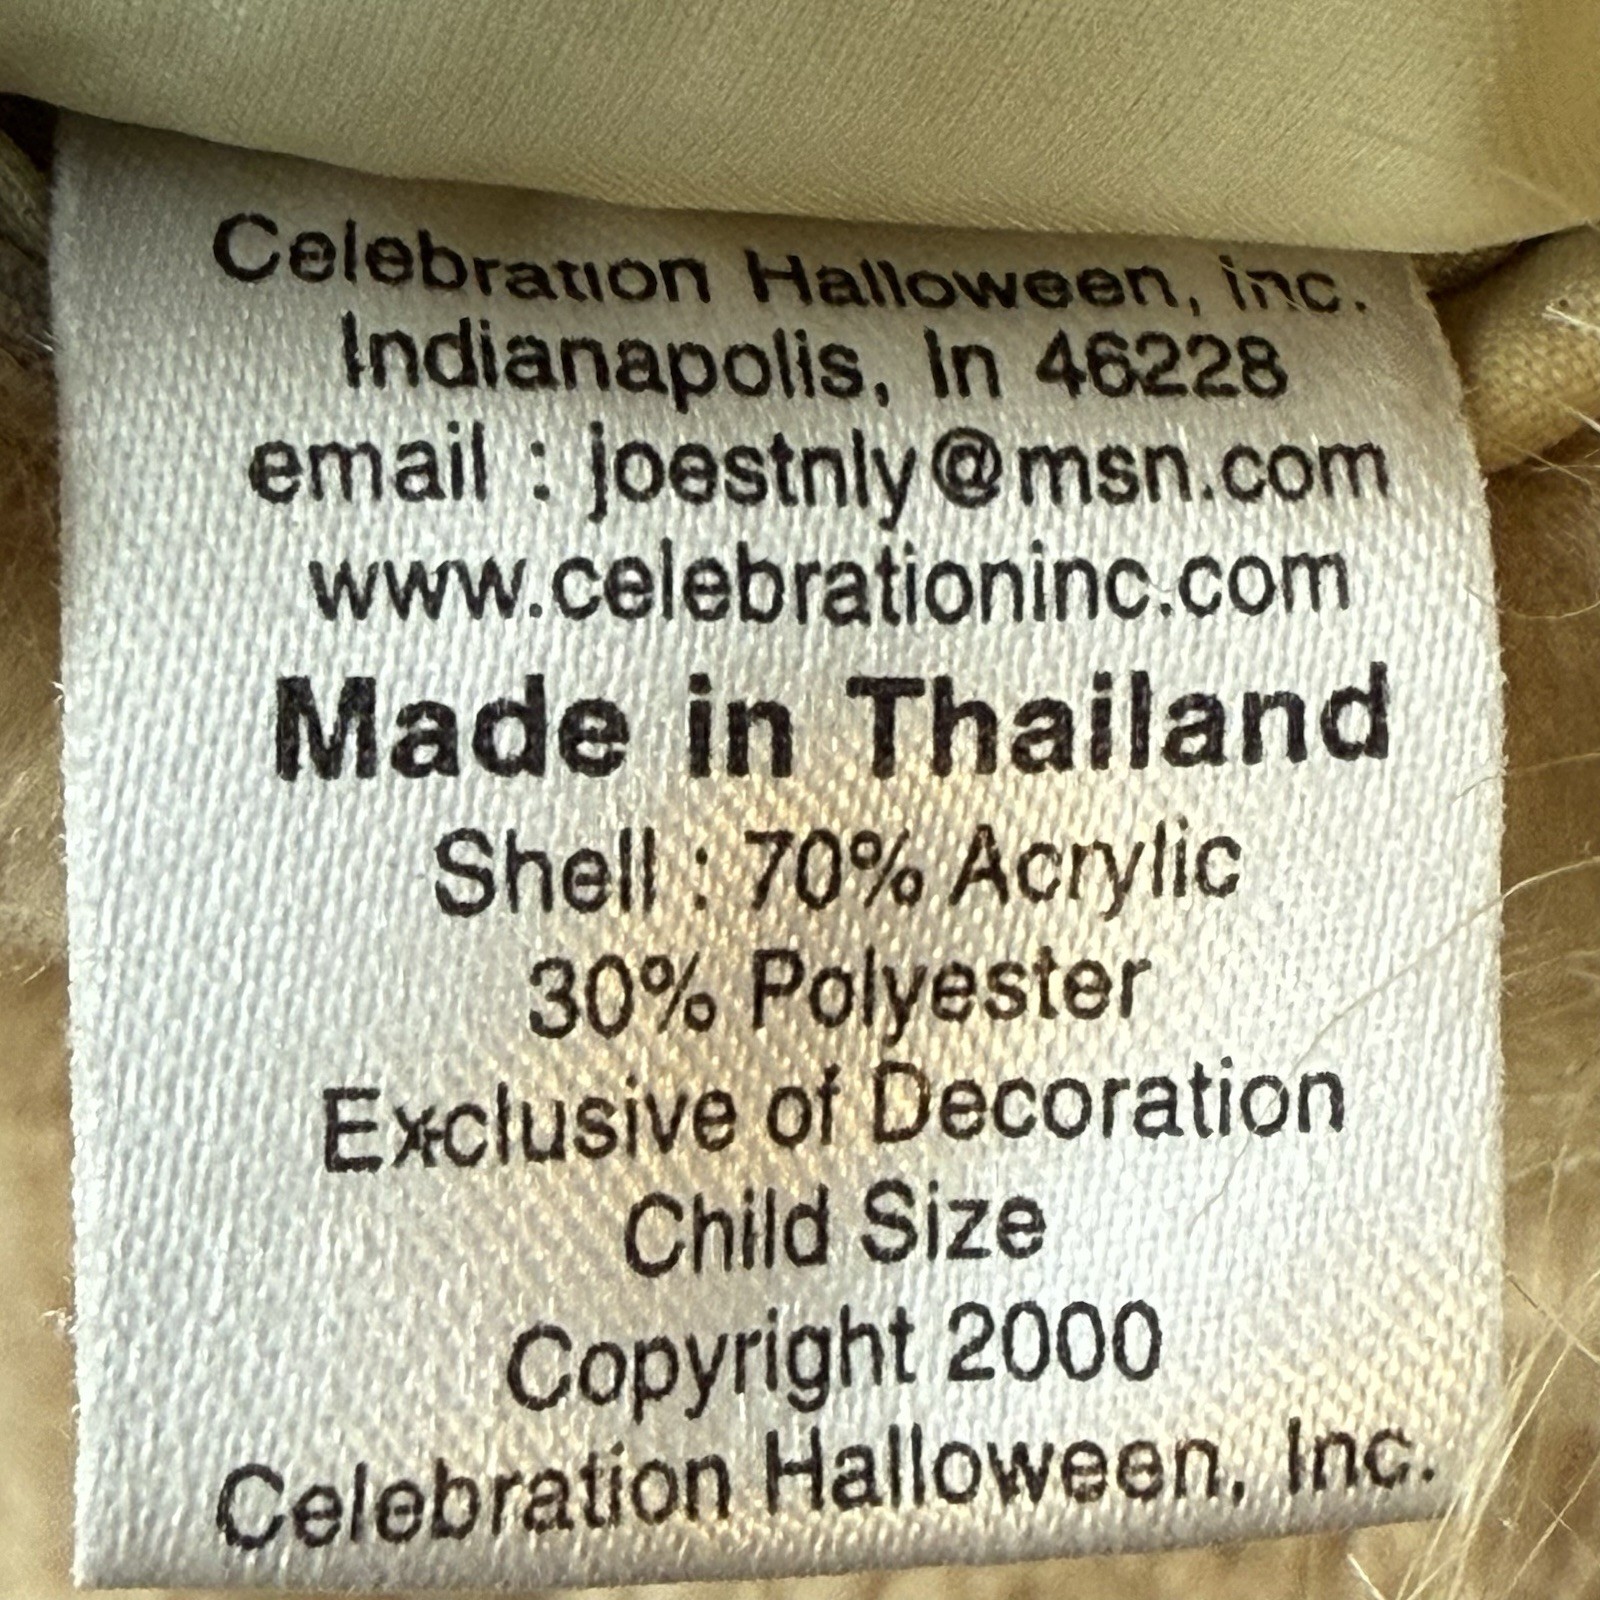 Celebration Halloween, inc.
Indianapolis, In 46228
email : joestnly@msn.com
www.celebrationinc.com
Made in Thailand
Shell : 70% Acrylic
30% Polyester
Exclusive of Decoration
Child Size
Copyright 2000
Celebration Halloween, Inc.